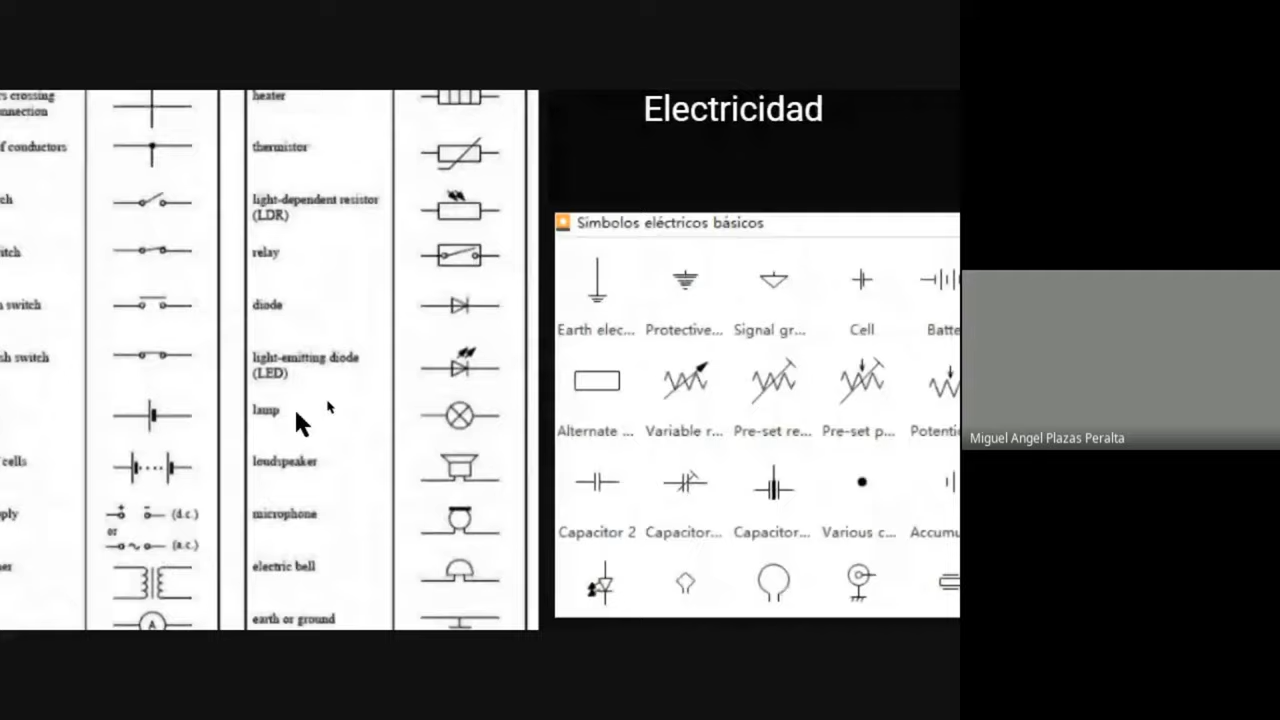 Electricidad
s crossing
nnection
heater
f conductors
thermistor
ch
light-dependent resistor
(LDR)
itch
relay
switch
diode
sh switch
light-emitting diode
(LED)
lamp
cells
loudspeaker
ply
(d.c.)
or
(a.c.)
microphone
er
electric bell
A
earth or ground
Símbolos eléctricos básicos
Earth elec...
Protective...
Signal gr...
Cell
Batte
Alternate ...
Variable r...
Pre-set re...
Pre-set p...
Potenti
Capacitor 2
Capacitor...
Capacitor...
Various c...
Accumu
Miguel Angel Plazas Peralta